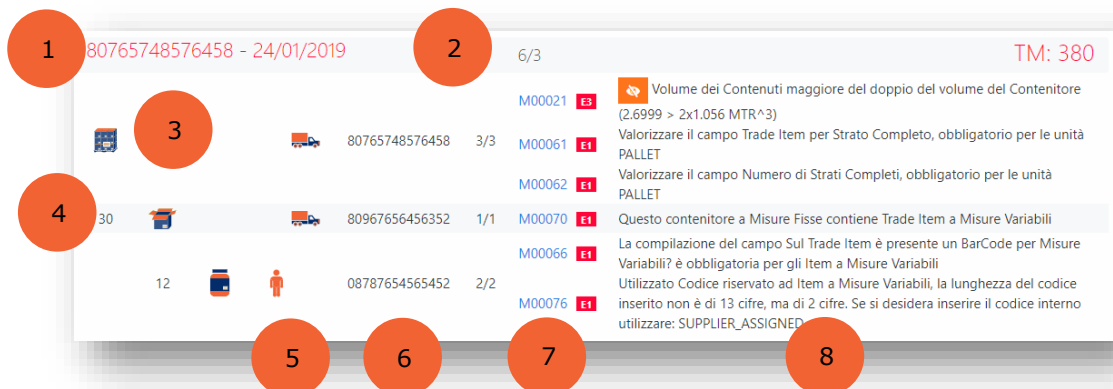 1
80765748576458 - 24/01/2019
2
6/3
TM: 380
M00021 E3
Volume dei Contenuti maggiore del doppio del volume del Contenitore
(2.6999 > 2x1.056 MTR^3)
3
80765748576458 3/3
M00061 E1
Valorizzare il campo Trade Item per Strato Completo, obbligatorio per le unità
PALLET
M00062 E1
Valorizzare il campo Numero di Strati Completi, obbligatorio per le unità
PALLET
4
30
80967656456352 1/1
M00070 E1
Questo contenitore a Misure Fisse contiene Trade Item a Misure Variabili
M00066 E1
La compilazione del campo Sul Trade Item è presente un BarCode per Misure
Variabili? è obbligatoria per gli Item a Misure Variabili
12
08787654565452 2/2
M00076 E1
Utilizzato Codice riservato ad Item a Misure Variabili, la lunghezza del codice
inserito non è di 13 cifre, ma di 2 cifre. Se si desidera inserire il codice interno
utilizzare: SUPPLIER_ASSIGNED
5
6
7
8